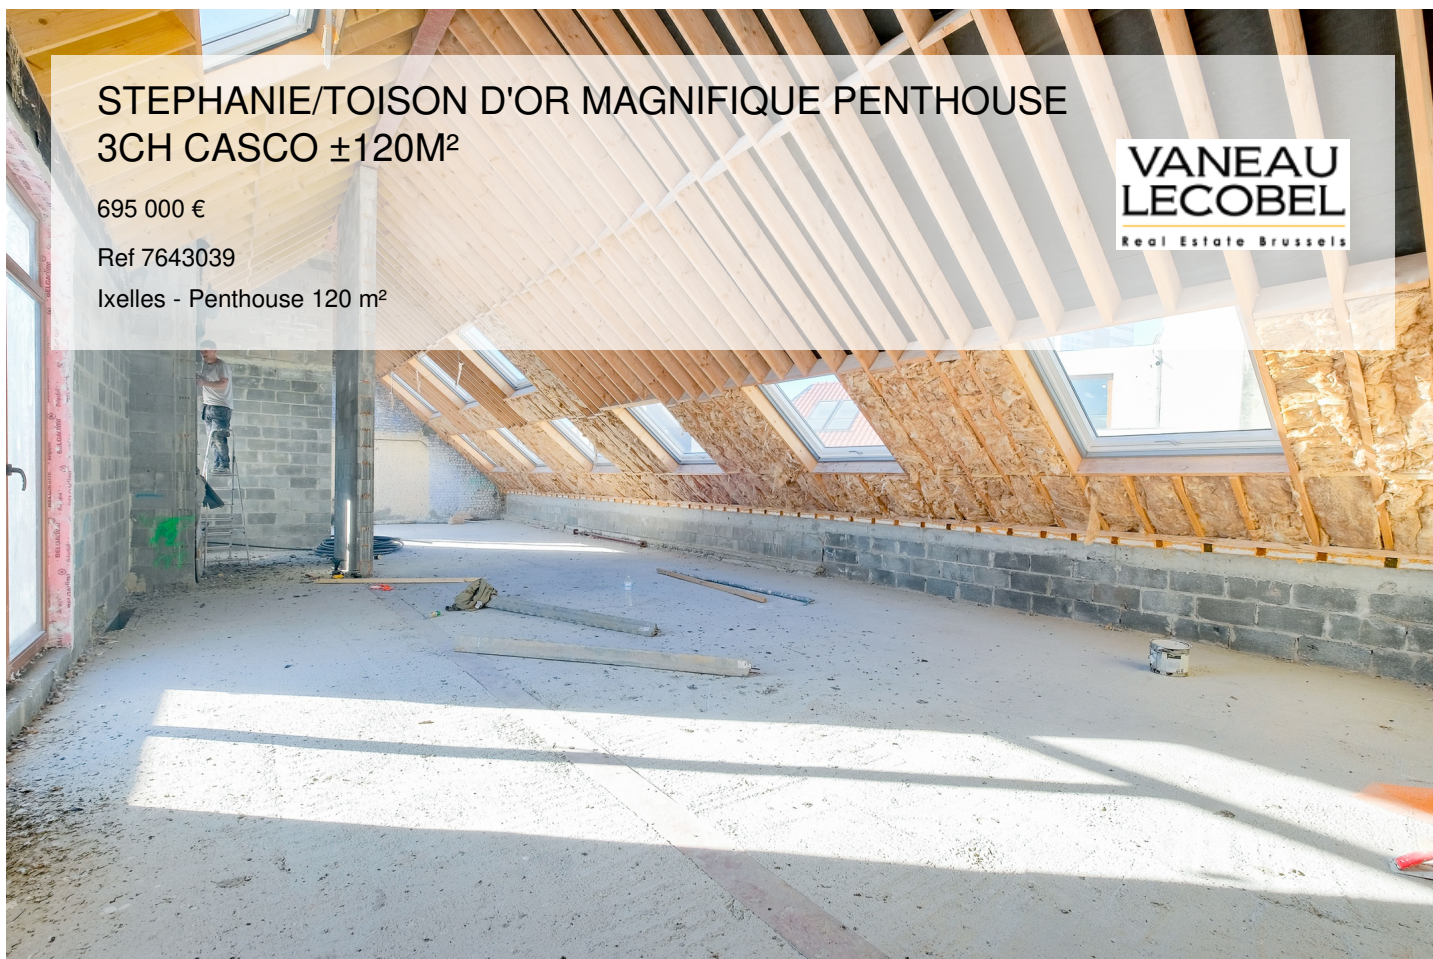 STEPHANIE/TOISON D'OR MAGNIFIQUE PENTHOUSE
3CH CASCO ±120M²
695 000 €
Ref 7643039
Ixelles - Penthouse 120 m²
VANEAU
LECOBEL
Real Estate Brussels